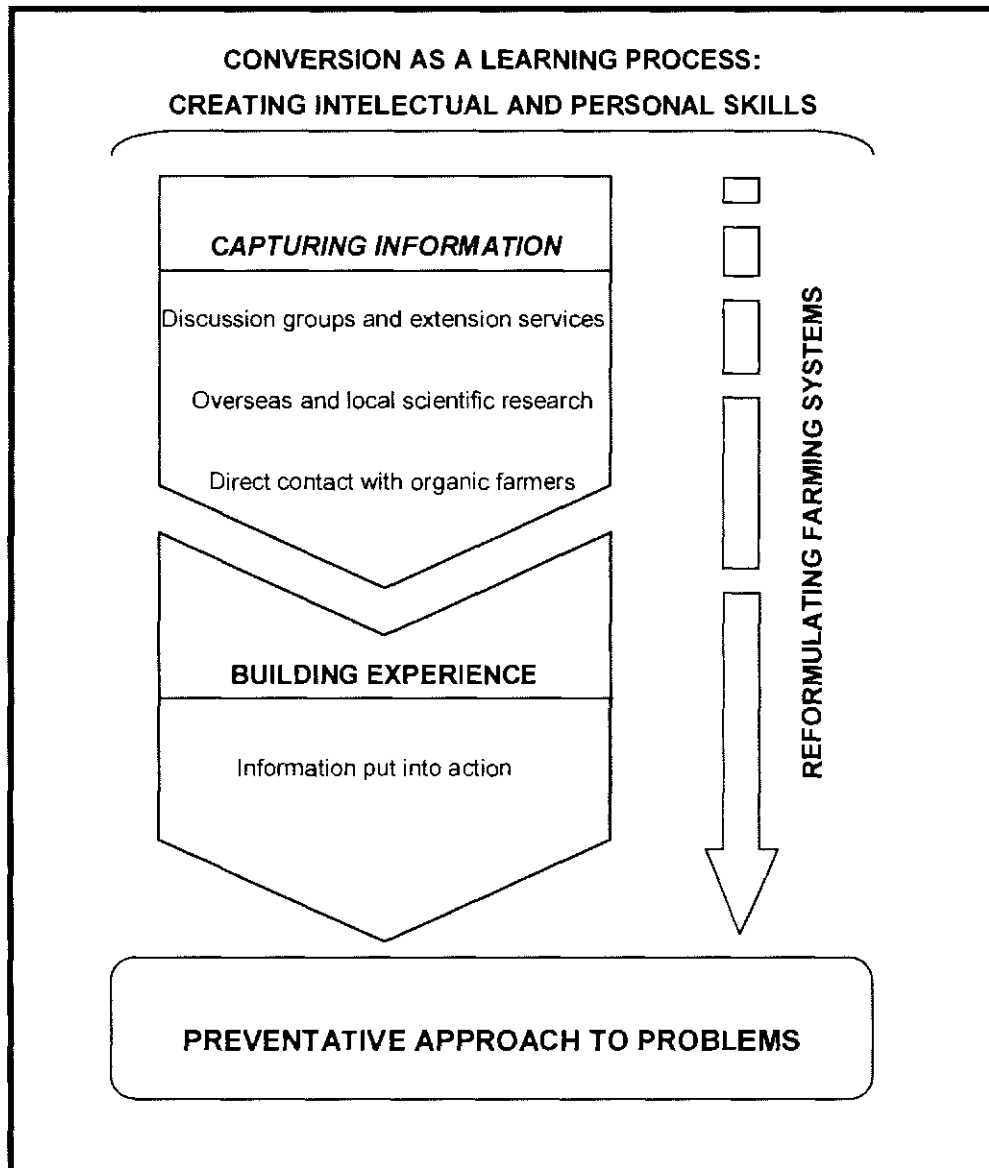 CONVERSION AS A LEARNING PROCESS:
CREATING INTELECTUAL AND PERSONAL SKILLS
CAPTURING INFORMATION
Discussion groups and extension services
Overseas and local scientific research
Direct contact with organic farmers
BUILDING EXPERIENCE
Information put into action
REFORMULATING FARMING SYSTEMS
PREVENTATIVE APPROACH TO PROBLEMS